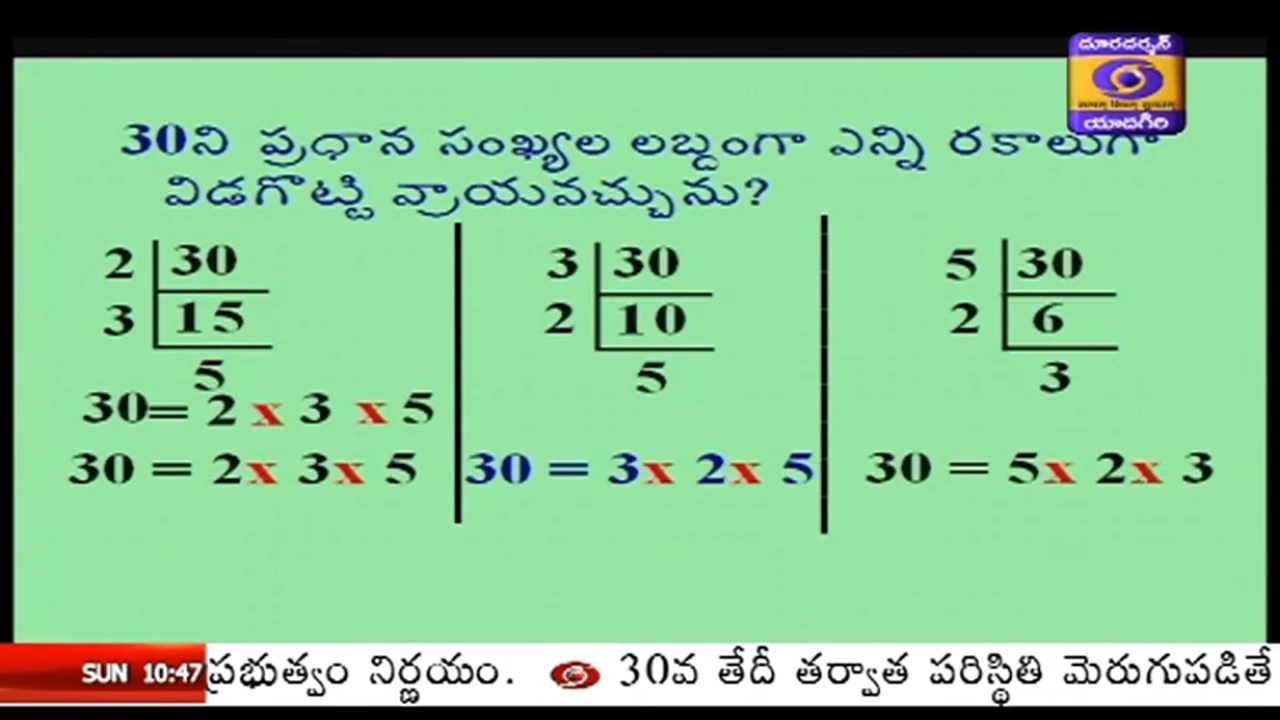 దూరదర్శన్
యాదగిరి
30ని ప్రధాన సంఖ్యల లబ్దంగా ఎన్ని రకాలుగా
విడగొట్టి వ్రాయవచ్చును?
2 30
3 15
5
30= 2 x 3 x 5
30 = 2x 3x 5
3 30
2 10
5
30 = 3x 2x 5
5 30
2 6
3
30 = 5x 2x 3
SUN 10:47 ప్రభుత్వం నిర్ణయం. 30వ తేదీ తర్వాత పరిస్థితి మెరుగుపడితే